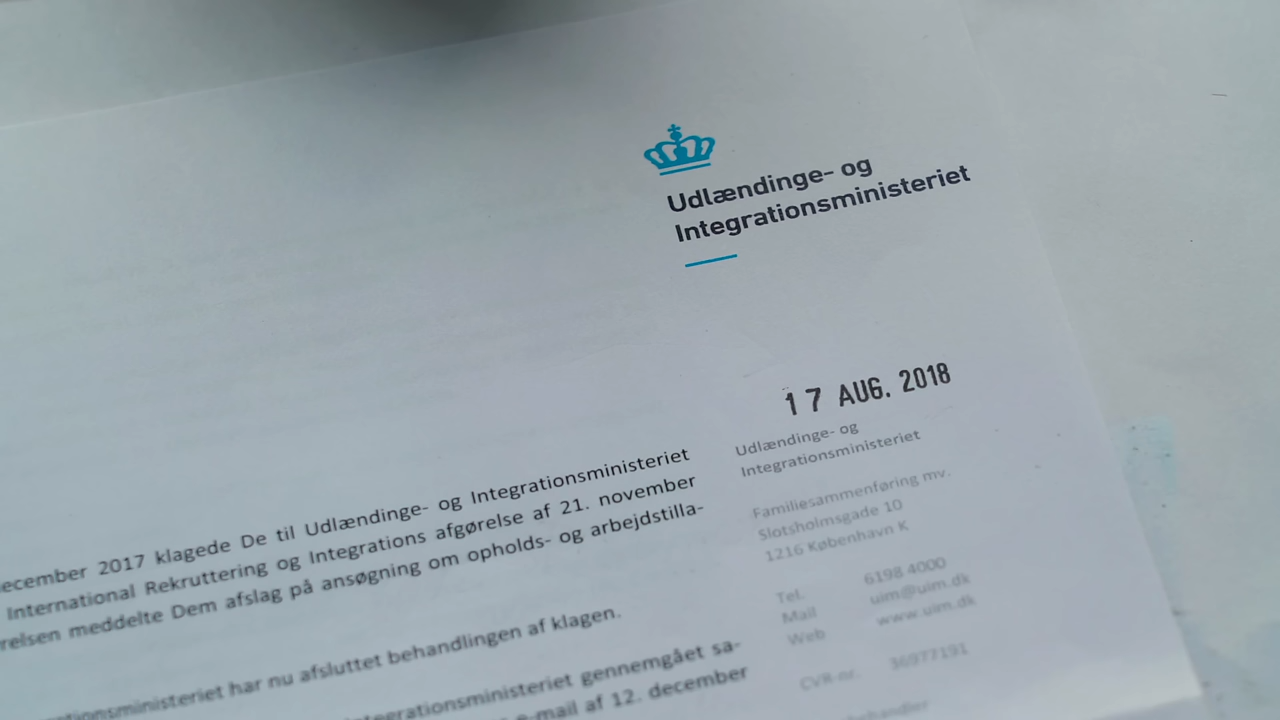 Udlændinge- og
Integrationsministeriet
17 AUG. 2018
Udlændinge- og
Integrationsministeriet
Familiesammenføring mv.
Slotsholmsgade 10
1216 København K
Tel. 6198 4000
Mail uim@uim.dk
Web www.uim.dk
CVR-nr. 36977191
ecember 2017 klagede De til Udlændinge- og Integrationsministeriet
International Rekruttering og Integrations afgørelse af 21. november
relsen meddelte Dem afslag på ansøgning om opholds- og arbejdstilla-
ationsministeriet har nu afsluttet behandlingen af klagen.
ntegrationsministeriet gennemgået sa-
e-mail af 12. december